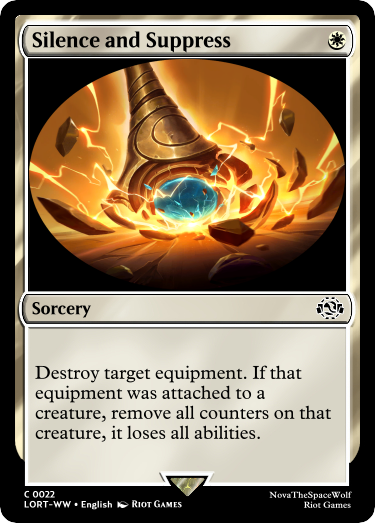 Silence and Suppress
Sorcery
Destroy target equipment. If that
equipment was attached to a
creature, remove all counters on that
creature, it loses all abilities.
C 0022
LORT-WW • English
RIOT GAMES
NovaTheSpaceWolf
Riot Games